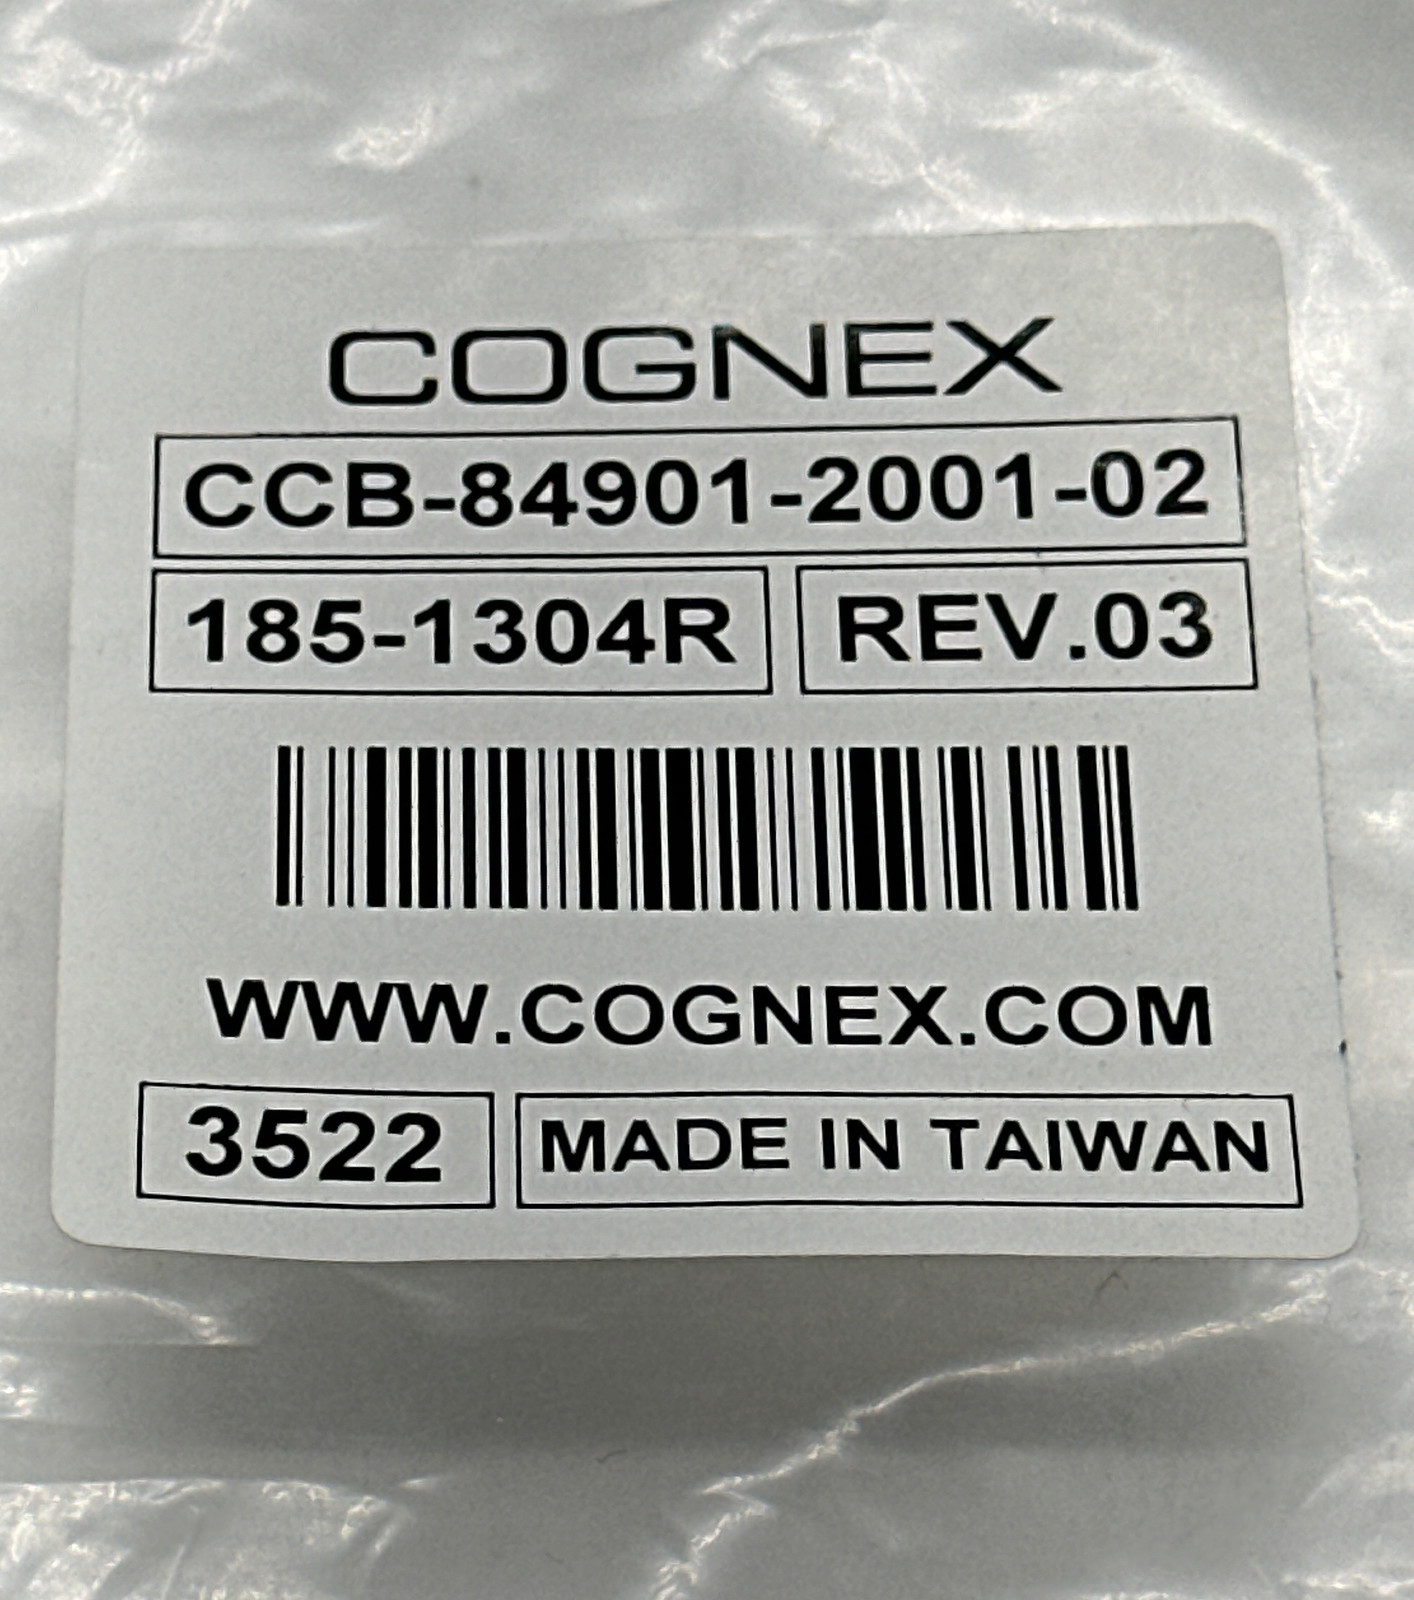 COGNEX
CCB-84901-2001-02
185-1304R REV.03
WWW.COGNEX.COM
3522 MADE IN TAIWAN